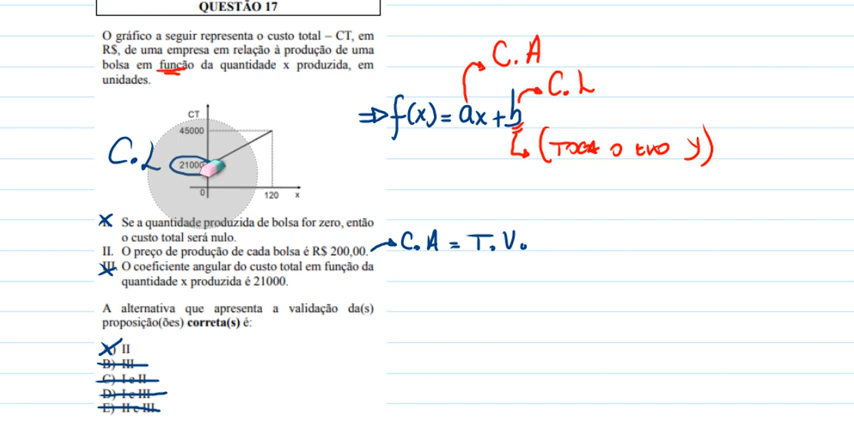 QUESTÃO 17
O gráfico a seguir representa o custo total – CT, em
R$, de uma empresa em relação à produção de uma
bolsa em função da quantidade x produzida, em
unidades.
CT
45000
21000
0
120
x
C.L
Se a quantidade produzida de bolsa for zero, então
o custo total será nulo.
II. O preço de produção de cada bolsa é R$ 200,00.
III. O coeficiente angular do custo total em função da
quantidade x produzida é 21000.
A alternativa que apresenta a validação da(s)
proposição(ões) correta(s) é:
A) II
B) III
C) I e II
D) I e III
E) II e III
C.A
C.L
⇒ f(x) = ax + b
(TOCA O EIXO y)
C.A = T.V.